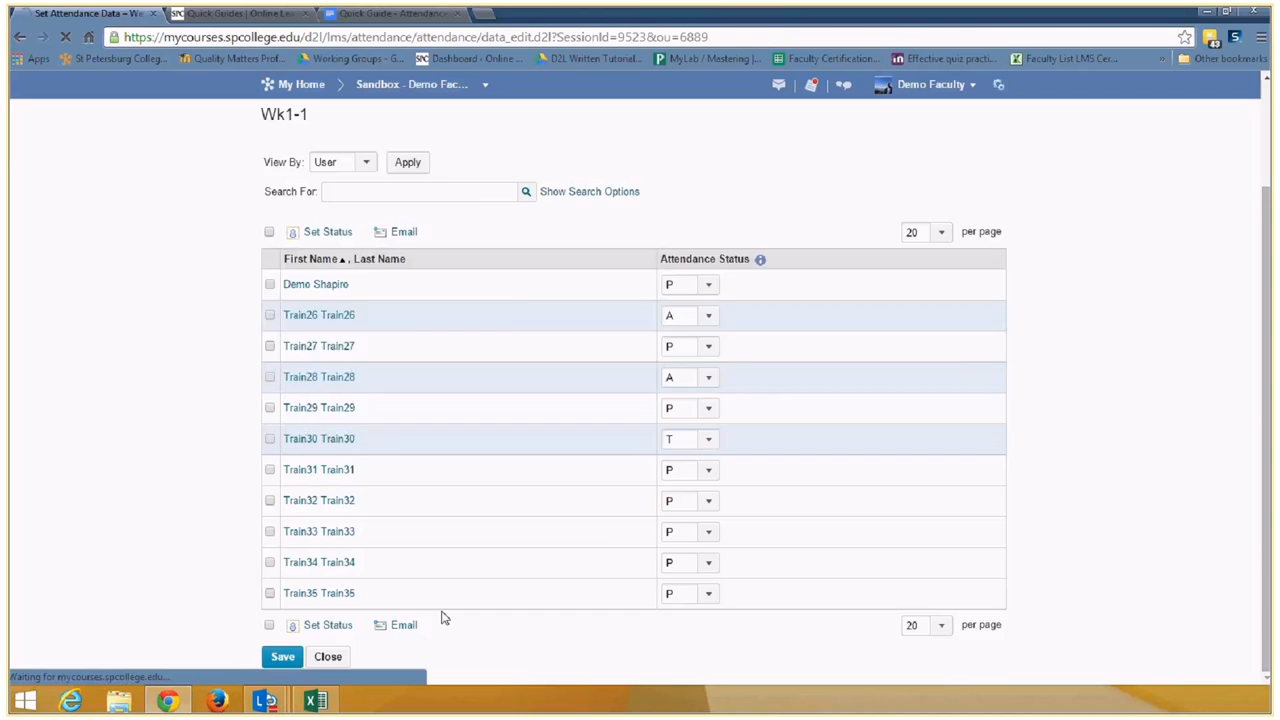 Set Attendance Data – We
Quick Guides | Online Le
Quick Guide - Attendance
https://mycourses.spcollege.edu/d2l/lms/attendance/attendance/data_edit.d2l?SessionId=9523&ou=6889
Apps St Petersburg Colleg... Quality Matters Prof... Working Groups - G... SPC Dashboard - Online ... D2L Written Tutorial... P MyLab / Mastering |... Faculty Certification... in Effective quiz practi... Faculty List LMS Cer... » Other bookmarks
My Home Sandbox - Demo Fac... Demo Faculty
Wk1-1
View By: User Apply
Search For: Show Search Options
Set Status Email 20 per page
First Name ▲, Last Name Attendance Status
Demo Shapiro P
Train26 Train26 A
Train27 Train27 P
Train28 Train28 A
Train29 Train29 P
Train30 Train30 T
Train31 Train31 P
Train32 Train32 P
Train33 Train33 P
Train34 Train34 P
Train35 Train35 P
Set Status Email 20 per page
Save Close
Waiting for mycourses.spcollege.edu...